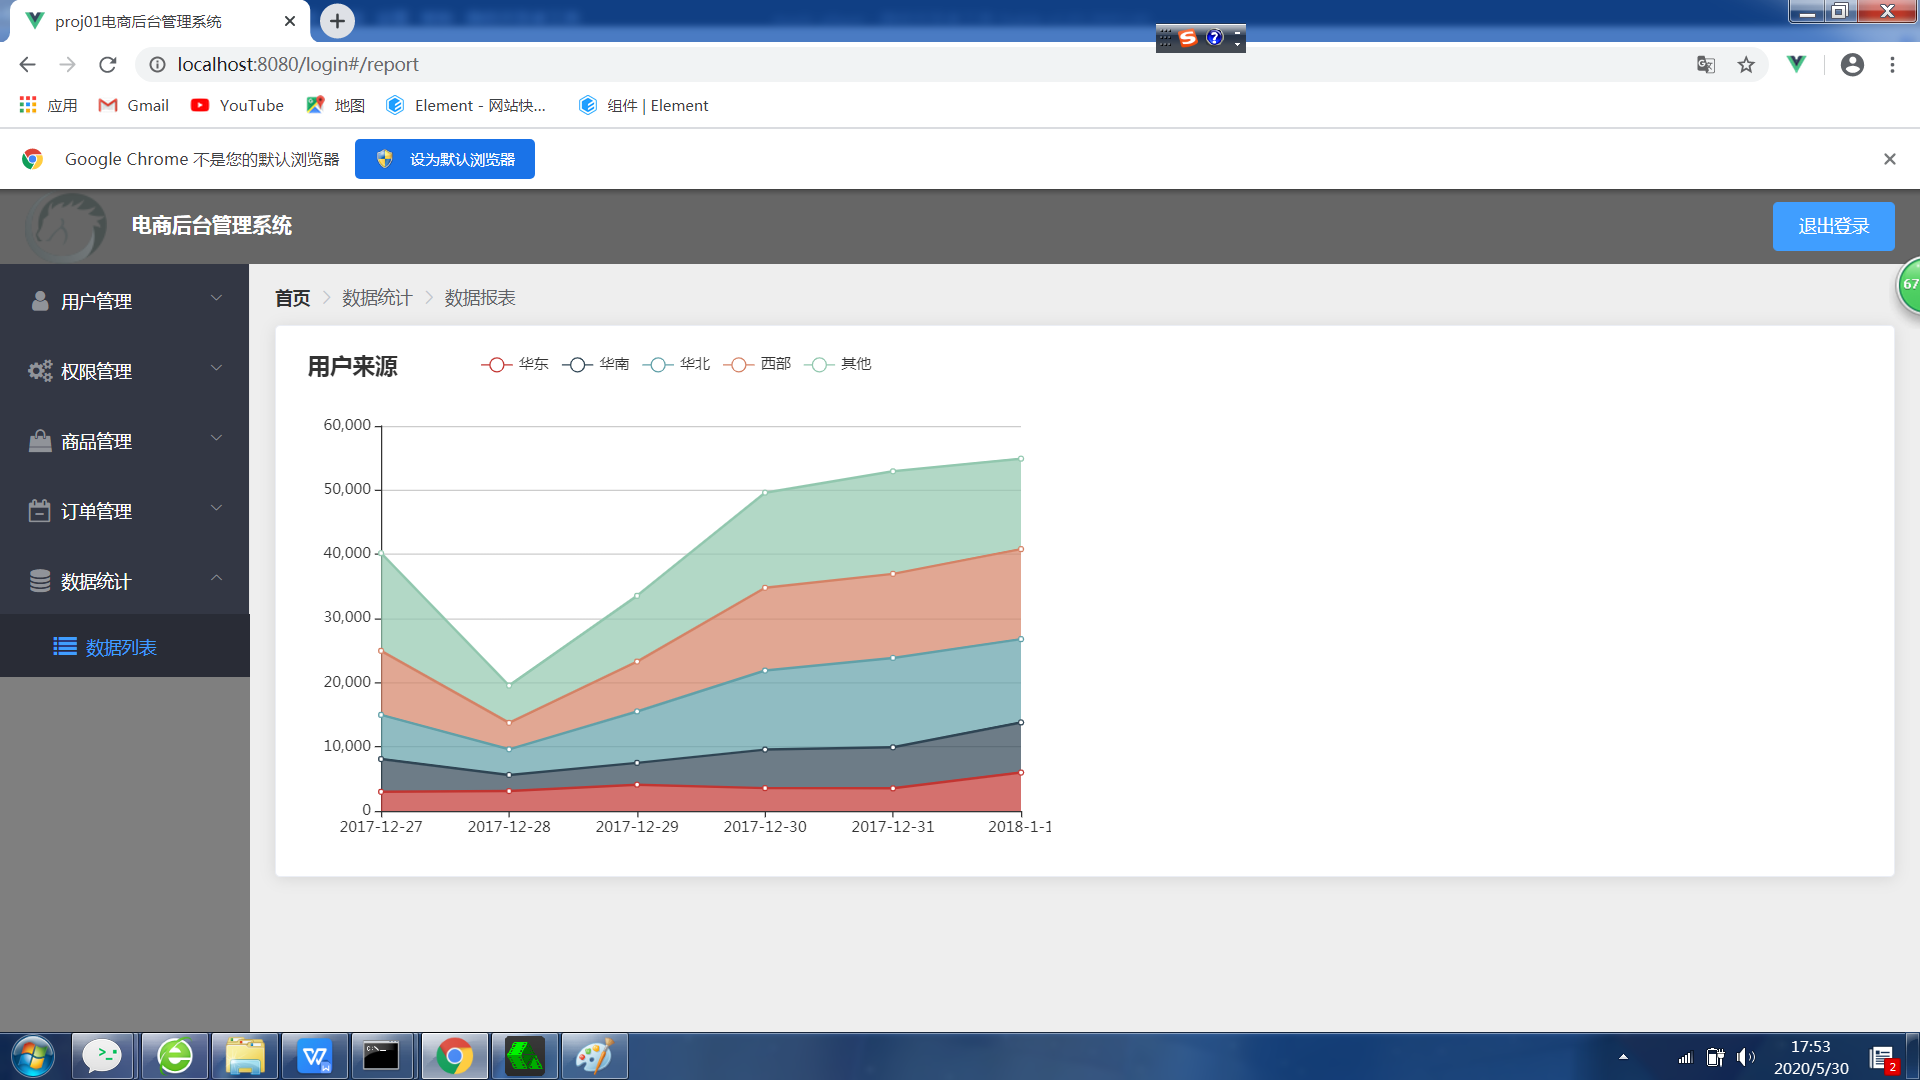 proj01电商后台管理系统
localhost:8080/login#/report
应用 Gmail YouTube 地图 Element - 网站快... 组件 | Element
Google Chrome 不是您的默认浏览器 设为默认浏览器
电商后台管理系统 退出登录
用户管理
权限管理
商品管理
订单管理
数据统计
数据列表
首页 数据统计 数据报表
67
用户来源 华东 华南 华北 西部 其他
60,000
50,000
40,000
30,000
20,000
10,000
0
2017-12-27 2017-12-28 2017-12-29 2017-12-30 2017-12-31 2018-1-1
17:53
2020/5/30
2